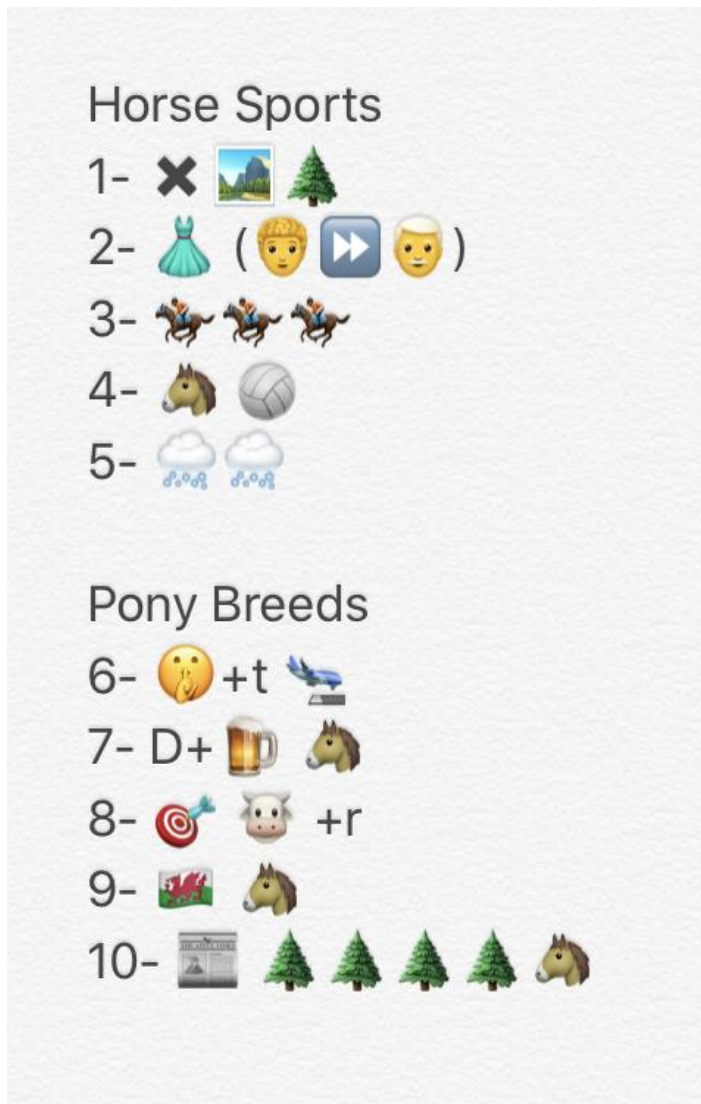 Horse Sports
1- ✖️ 🏞️ 🌲
2- 👗 (👨‍🦱 ⏩ 👨‍🦳)
3- 🏇🏇🏇
4- 🐴 🏐
5- 🌨️🌨️
Pony Breeds
6- 🤫+t 🛫
7- D+🍺 🐴
8- 🎯 🐮 +r
9- 🏴󠁧󠁢󠁷󠁬󠁳󠁿 🐴
10- 📰 🌲🌲🌲🌲🐴